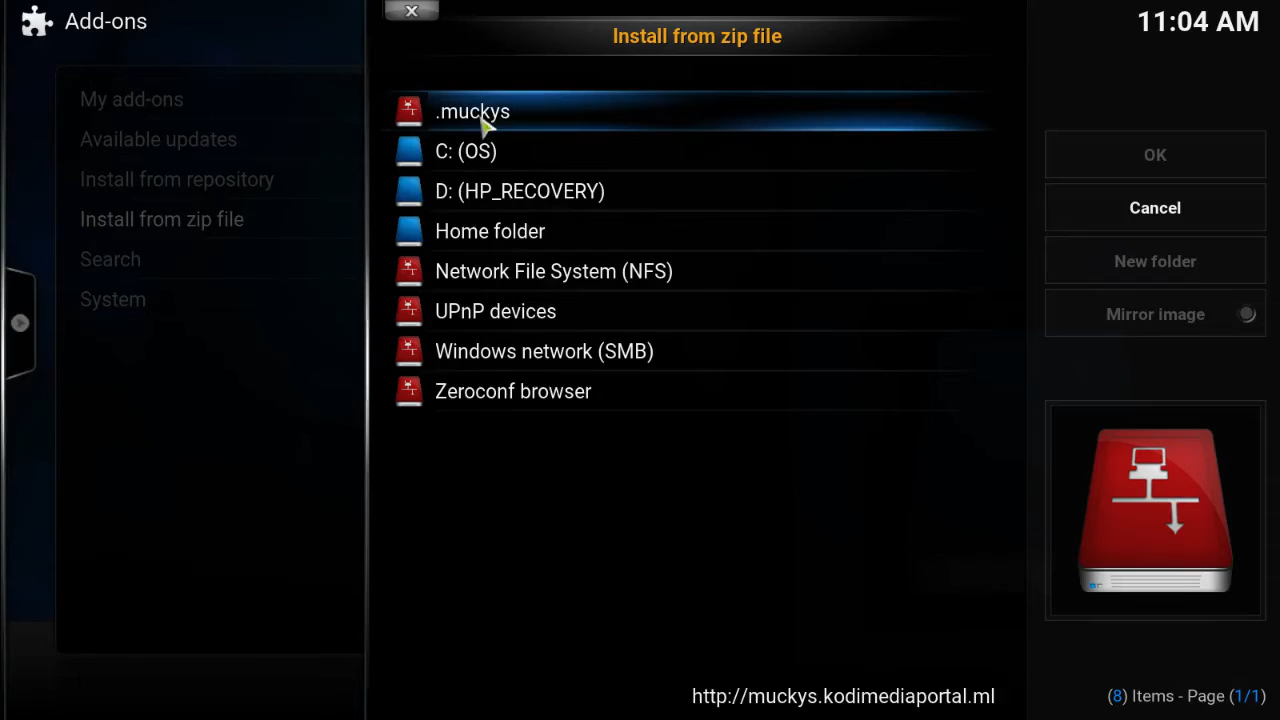 Add-ons
Install from zip file
11:04 AM
My add-ons
Available updates
Install from repository
Install from zip file
Search
System
.muckys
C: (OS)
D: (HP_RECOVERY)
Home folder
Network File System (NFS)
UPnP devices
Windows network (SMB)
Zeroconf browser
OK
Cancel
New folder
Mirror image
http://muckys.kodimediaportal.ml
(8) Items - Page (1/1)